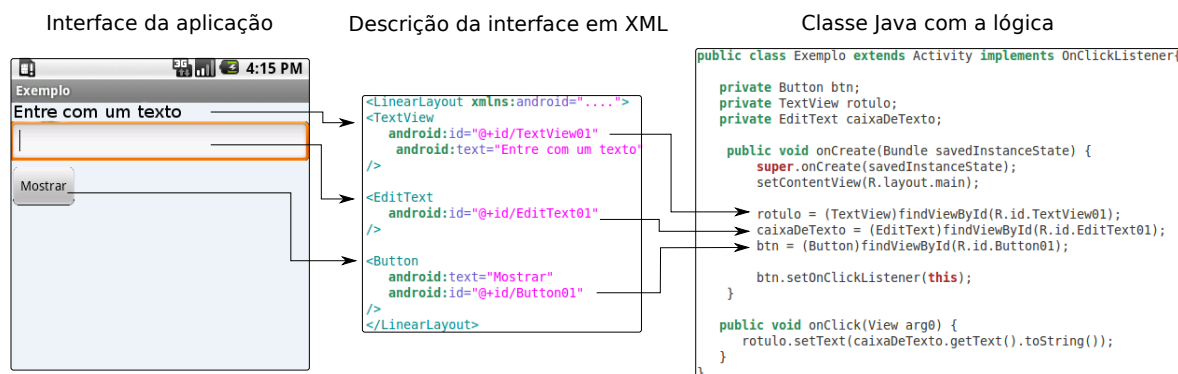 Interface da aplicação
3G
4:15 PM
Exemplo
Entre com um texto
Mostrar
Descrição da interface em XML
<LinearLayout xmlns:android="....">
<TextView
android:id="@+id/TextView01"
android:text="Entre com um texto"
/>
<EditText
android:id="@+id/EditText01"
/>
<Button
android:text="Mostrar"
android:id="@+id/Button01"
/>
</LinearLayout>
Classe Java com a lógica
public class Exemplo extends Activity implements OnClickListener{
private Button btn;
private TextView rotulo;
private EditText caixaDeTexto;
public void onCreate(Bundle savedInstanceState) {
super.onCreate(savedInstanceState);
setContentView(R.layout.main);
rotulo = (TextView)findViewById(R.id.TextView01);
caixaDeTexto = (EditText)findViewById(R.id.EditText01);
btn = (Button)findViewById(R.id.Button01);
btn.setOnClickListener(this);
}
public void onClick(View arg0) {
rotulo.setText(caixaDeTexto.getText().toString());
}
}